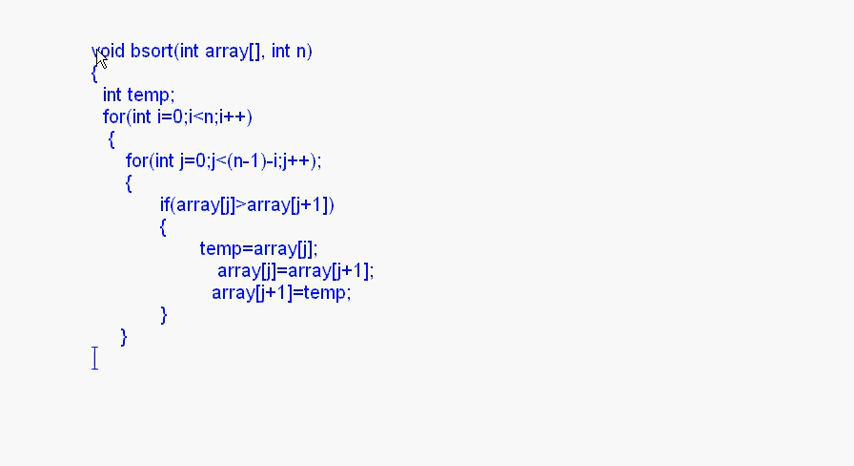 void bsort(int array[], int n)
{
int temp;
for(int i=0;i<n;i++)
{
for(int j=0;j<(n-1)-i;j++);
{
if(array[j]>array[j+1])
{
temp=array[j];
array[j]=array[j+1];
array[j+1]=temp;
}
}